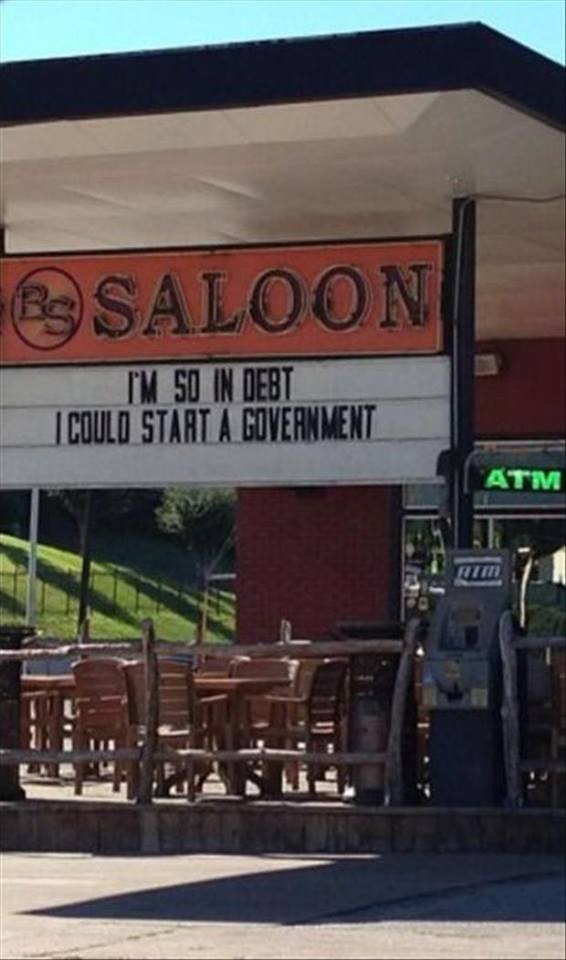 BS SALOON
I'M SO IN DEBT
I COULD START A GOVERNMENT
ATM
ATM